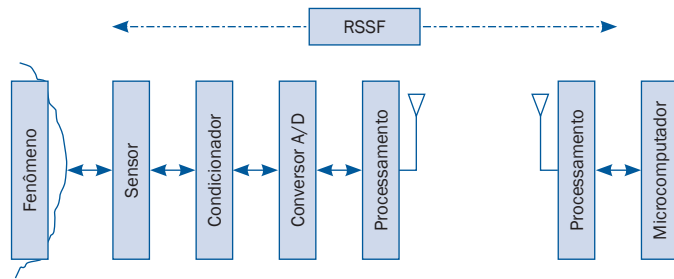 RSSF
Fenômeno
Sensor
Condicionador
Conversor A/D
Processamento
Processamento
Microcomputador